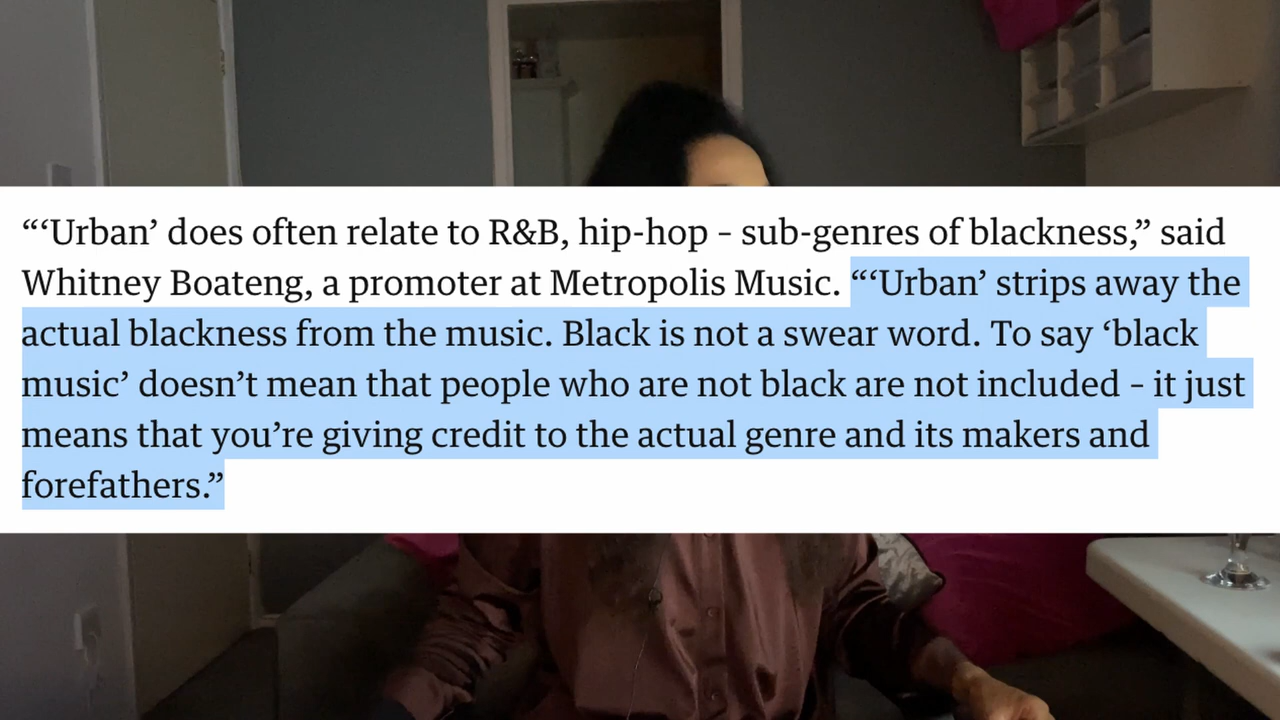 “‘Urban’ does often relate to R&B, hip-hop – sub-genres of blackness,” said
Whitney Boateng, a promoter at Metropolis Music. “‘Urban’ strips away the
actual blackness from the music. Black is not a swear word. To say ‘black
music’ doesn’t mean that people who are not black are not included – it just
means that you’re giving credit to the actual genre and its makers and
forefathers.”